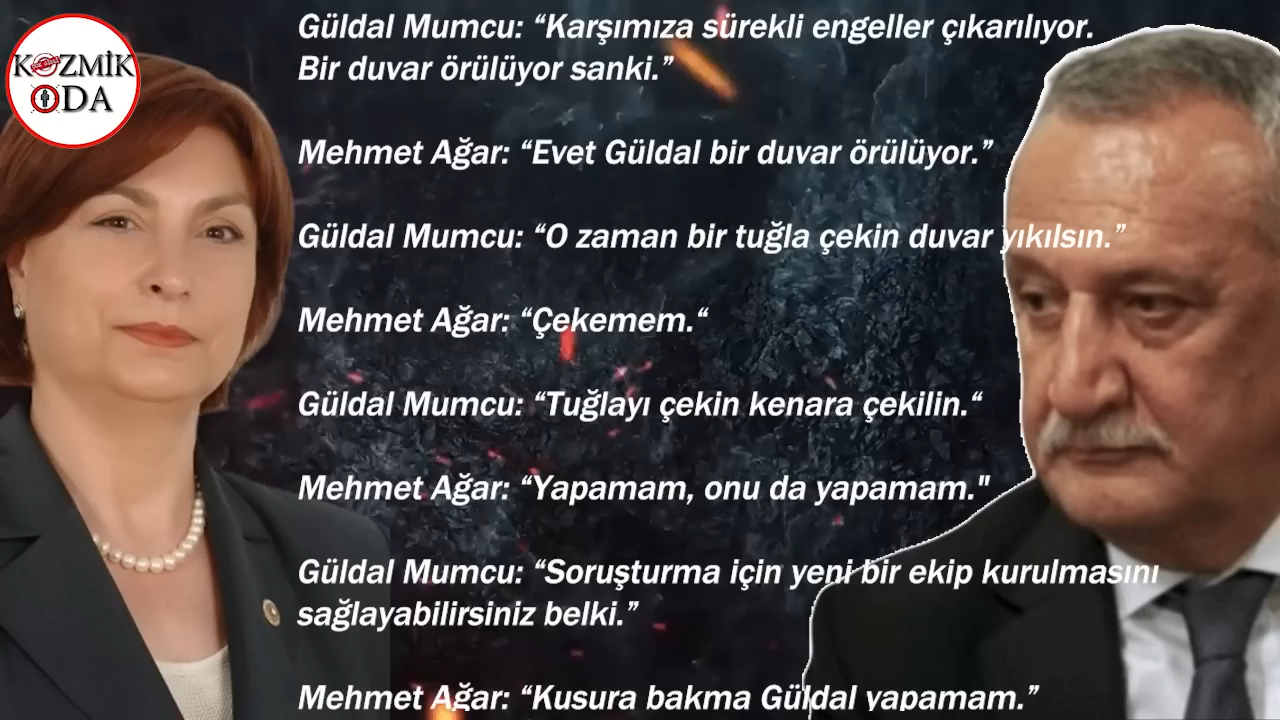 KOZMİK
ODA
Güldal Mumcu: “Karşımıza sürekli engeller çıkarılıyor.
Bir duvar örülüyor sanki.”
Mehmet Ağar: “Evet Güldal bir duvar örülüyor.”
Güldal Mumcu: “O zaman bir tuğla çekin duvar yıkılsın.”
Mehmet Ağar: “Çekemem.“
Güldal Mumcu: “Tuğlayı çekin kenara çekilin.“
Mehmet Ağar: “Yapamam, onu da yapamam."
Güldal Mumcu: “Soruşturma için yeni bir ekip kurulmasını
sağlayabilirsiniz belki.”
Mehmet Ağar: “Kusura bakma Güldal yapamam.”